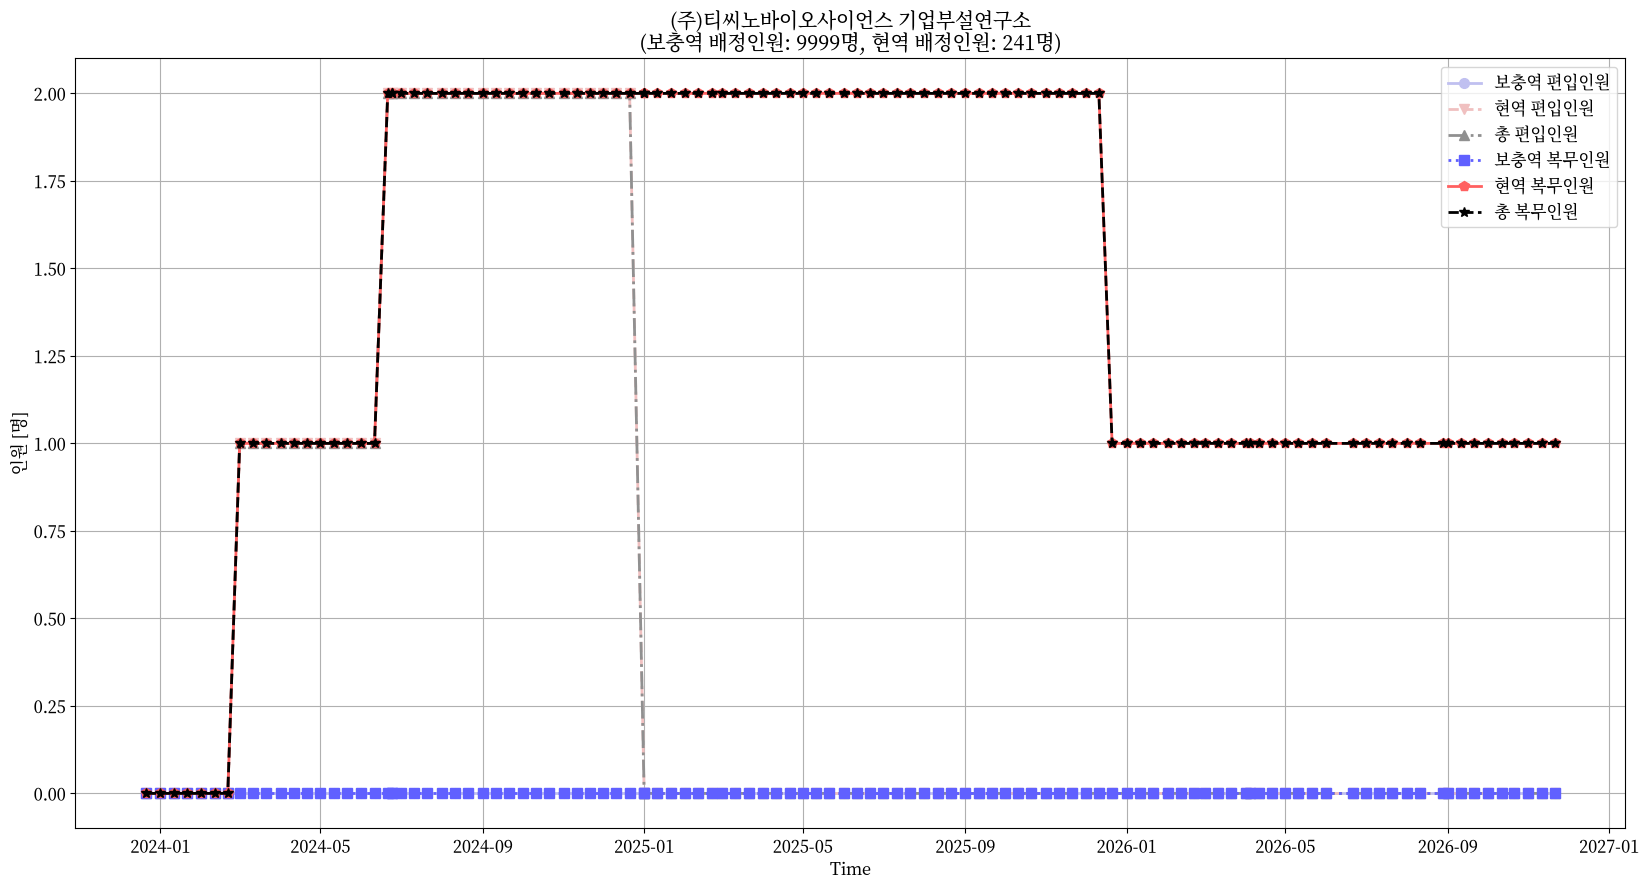 (주)티씨노바이오사이언스 기업부설연구소
(보충역 배정인원: 9999명, 현역 배정인원: 241명)
보충역 편입인원
현역 편입인원
총 편입인원
보충역 복무인원
현역 복무인원
총 복무인원
인원 [명]
2.00
1.75
1.50
1.25
1.00
0.75
0.50
0.25
0.00
2024-01
2024-05
2024-09
2025-01
2025-05
2025-09
2026-01
2026-05
2026-09
2027-01
Time